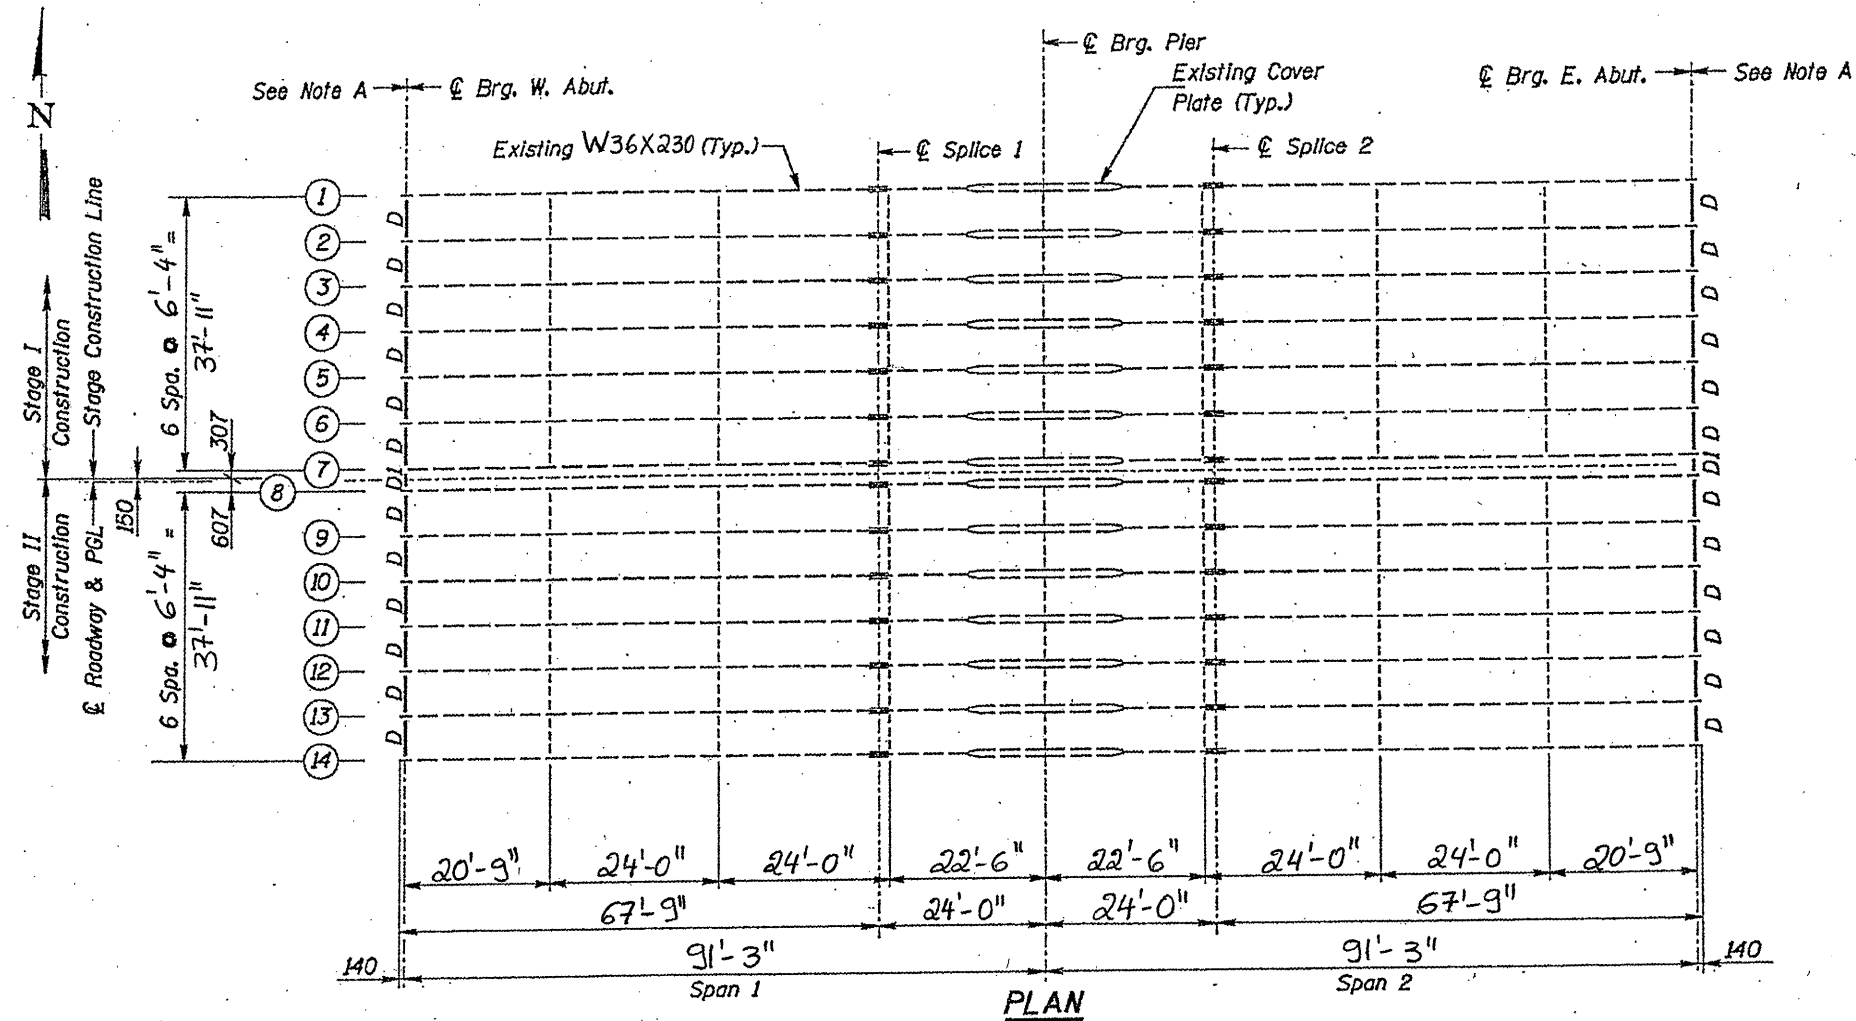 ℄ Brg. Pier
See Note A
℄ Brg. W. Abut.
Existing Cover
Plate (Typ.)
℄ Brg. E. Abut.
See Note A
N
Existing W36X230 (Typ.)
℄ Splice 1
℄ Splice 2
Stage I
Construction
Stage Construction Line
6 Spa. @ 6'-4" =
37'-11"
307
Stage II
Construction
℄ Roadway & PGL
150
6 Spa. @ 6'-4" =
37'-11"
607
1
2
3
4
5
6
7
8
9
10
11
12
13
14
D
D
D
D
D
D
D1
D
D
D
D
D
D
D
D
D
D
D
D
D1
D
D
D
D
D
D
20'-9"
24'-0"
24'-0"
22'-6"
22'-6"
24'-0"
24'-0"
20'-9"
67'-9"
24'-0"
24'-0"
67'-9"
140
91'-3"
91'-3"
140
Span 1
Span 2
PLAN